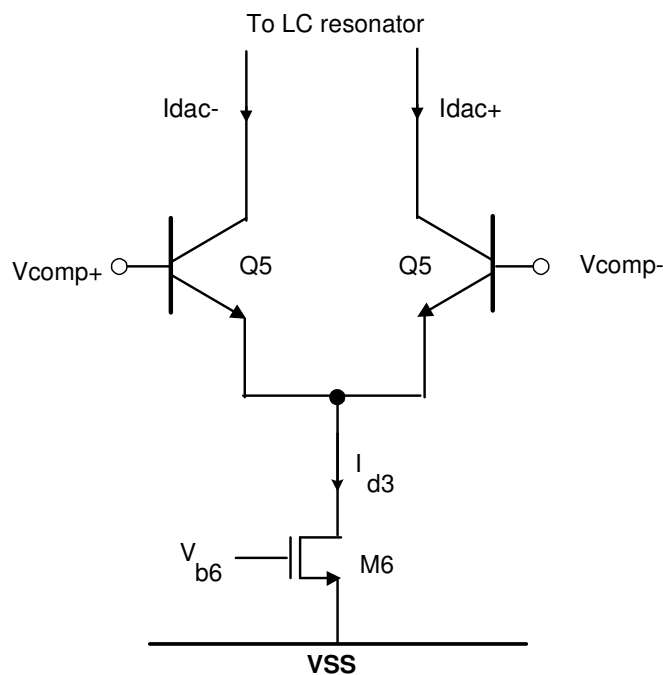 To LC resonator
Idac-
Idac+
Vcomp+
Q5
Q5
Vcomp-
I
d3
V
b6
M6
VSS